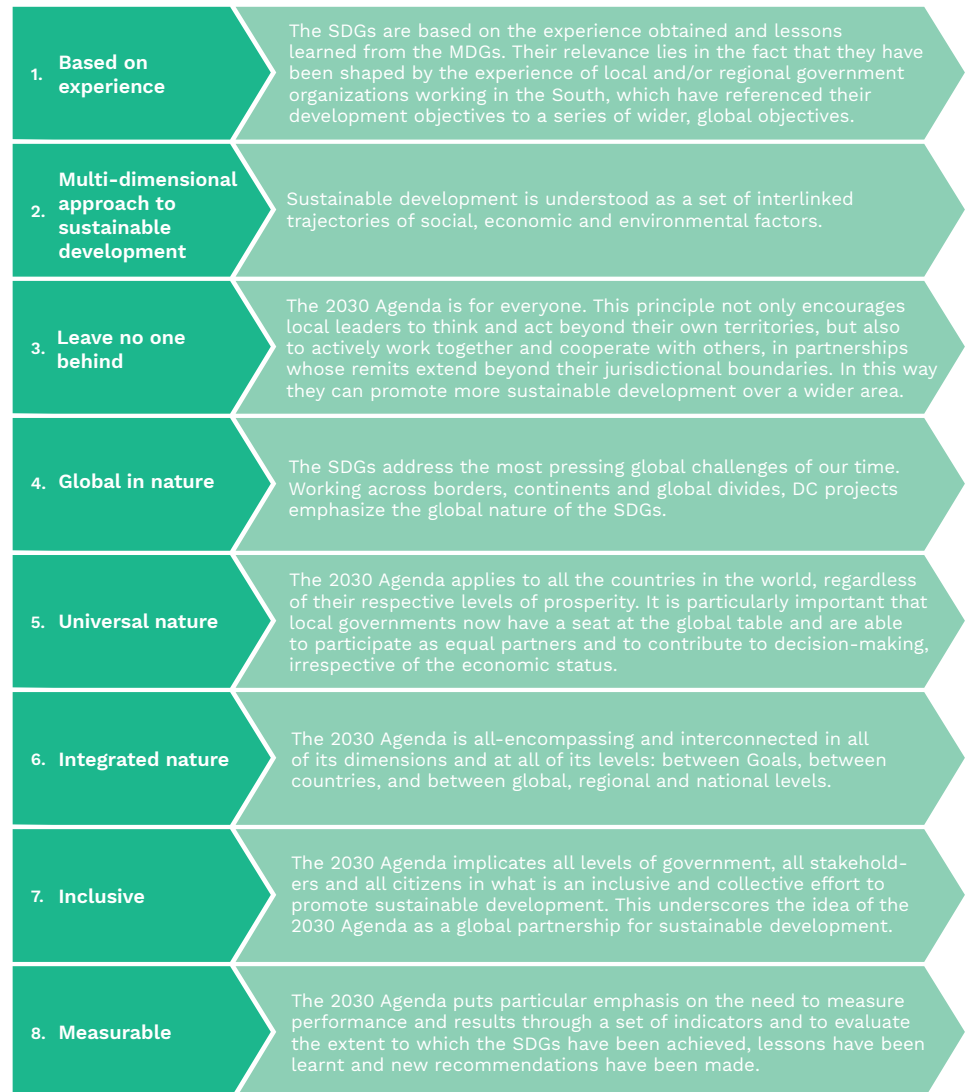 1. Based on
experience
The SDGs are based on the experience obtained and lessons
learned from the MDGs. Their relevance lies in the fact that they have
been shaped by the experience of local and/or regional government
organizations working in the South, which have referenced their
development objectives to a series of wider, global objectives.
2. Multi-dimensional
approach to
sustainable
development
Sustainable development is understood as a set of interlinked
trajectories of social, economic and environmental factors.
3. Leave no one
behind
The 2030 Agenda is for everyone. This principle not only encourages
local leaders to think and act beyond their own territories, but also
to actively work together and cooperate with others, in partnerships
whose remits extend beyond their jurisdictional boundaries. In this way
they can promote more sustainable development over a wider area.
4. Global in nature
The SDGs address the most pressing global challenges of our time.
Working across borders, continents and global divides, DC projects
emphasize the global nature of the SDGs.
5. Universal nature
The 2030 Agenda applies to all the countries in the world, regardless
of their respective levels of prosperity. It is particularly important that
local governments now have a seat at the global table and are able
to participate as equal partners and to contribute to decision-making,
irrespective of the economic status.
6. Integrated nature
The 2030 Agenda is all-encompassing and interconnected in all
of its dimensions and at all of its levels: between Goals, between
countries, and between global, regional and national levels.
7. Inclusive
The 2030 Agenda implicates all levels of government, all stakehold-
ers and all citizens in what is an inclusive and collective effort to
promote sustainable development. This underscores the idea of the
2030 Agenda as a global partnership for sustainable development.
8. Measurable
The 2030 Agenda puts particular emphasis on the need to measure
performance and results through a set of indicators and to evaluate
the extent to which the SDGs have been achieved, lessons have been
learnt and new recommendations have been made.